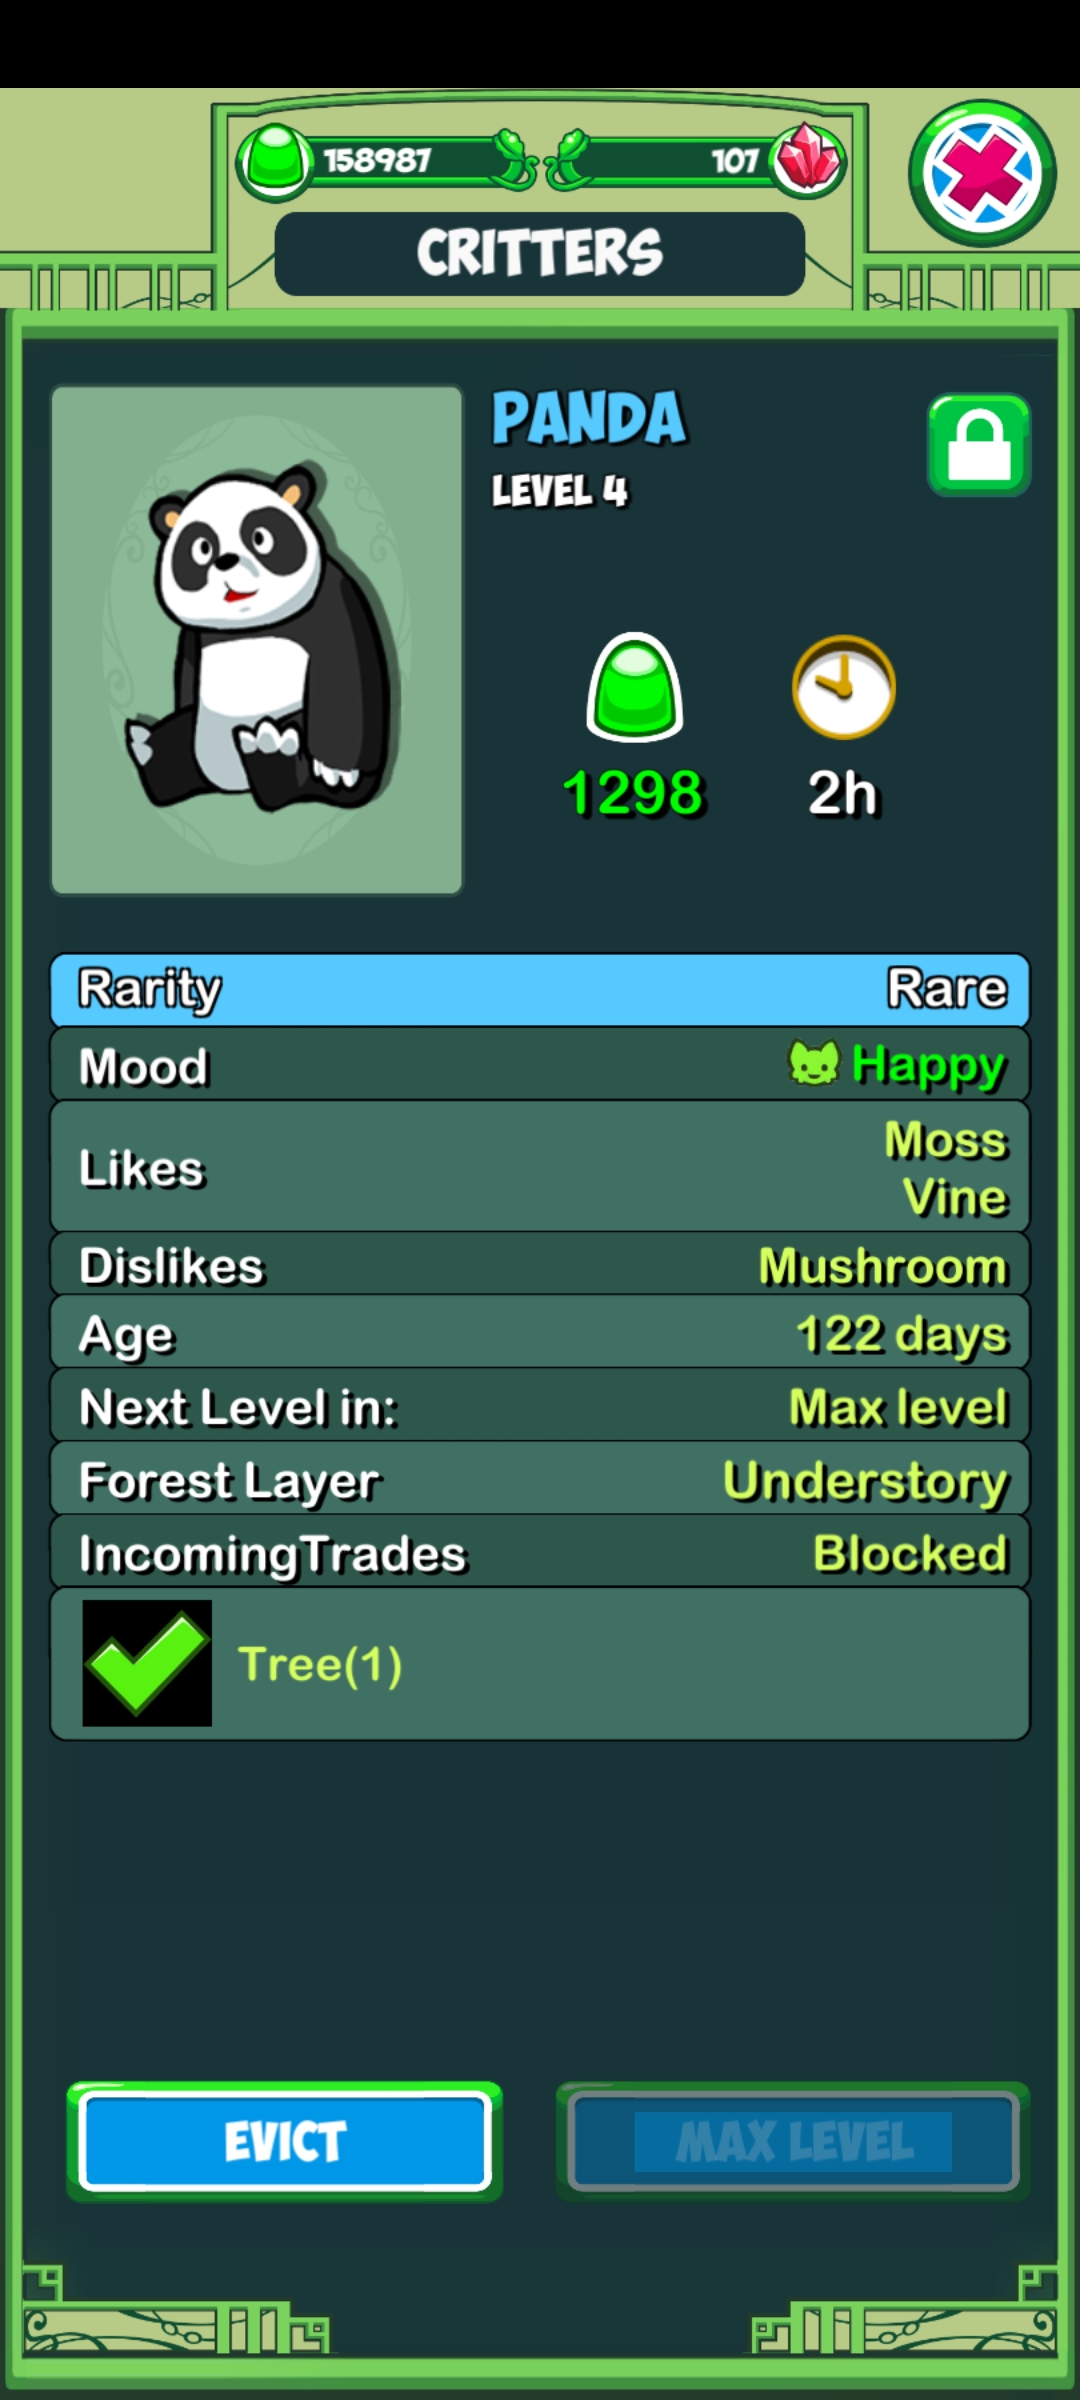 158987
107
CRITTERS
PANDA
LEVEL 4
1298
2h
Rarity Rare
Mood Happy
Likes Moss
Vine
Dislikes Mushroom
Age 122 days
Next Level in: Max level
Forest Layer Understory
IncomingTrades Blocked
Tree(1)
EVICT
MAX LEVEL